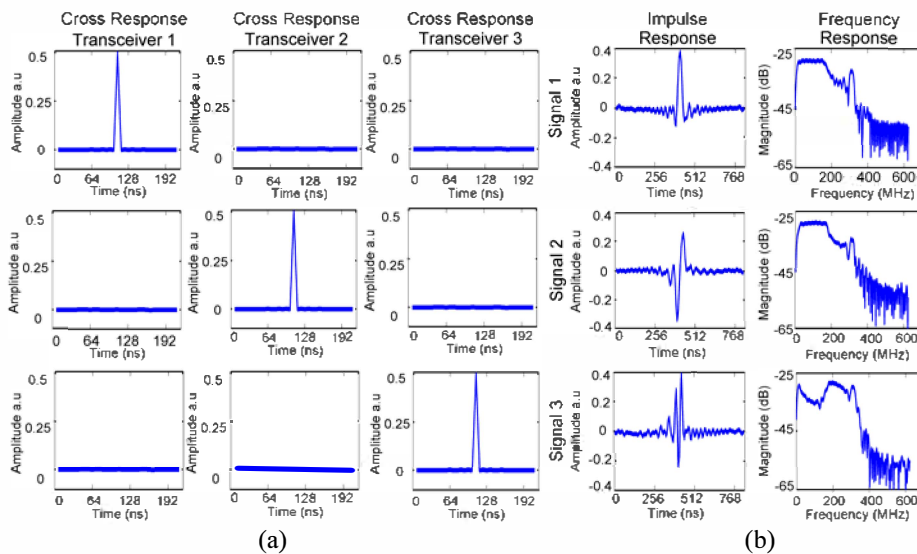 Cross Response
Transceiver 1
Cross Response
Transceiver 2
Cross Response
Transceiver 3
Impulse
Response
Frequency
Response
Amplitude a.u
0.5
0.25
0
0 64 128 192
Time (ns)
Amplitude a.u
0.5
0.25
0
0 64 128 192
Time (ns)
Amplitude a.u
0.5
0.25
0
0 64 128 192
Time (ns)
Signal 1
Amplitude a.u
0.4
0.2
0
-0.2
-0.4
0 256 512 768
Time (ns)
Magnitude (dB)
-25
-45
-65
0 200 400 600
Frequency (MHz)
Amplitude a.u
0.5
0.25
0
0 64 128 192
Time (ns)
Amplitude a.u
0.5
0.25
0
0 64 128 192
Time (ns)
Amplitude a.u
0.5
0.25
0
0 64 128 192
Time (ns)
Signal 2
Amplitude a.u
0.4
0.2
0
-0.2
-0.4
0 256 512 768
Time (ns)
Magnitude (dB)
-25
-45
-65
0 200 400 600
Frequency (MHz)
Amplitude a.u
0.5
0.25
0
0 64 128 192
Time (ns)
Amplitude a.u
0.5
0.25
0
0 64 128 192
Time (ns)
Amplitude a.u
0.5
0.25
0
0 64 128 192
Time (ns)
Signal 3
Amplitude a.u
0.4
0.2
0
-0.2
-0.4
0 256 512 768
Time (ns)
Magnitude (dB)
-25
-45
-65
0 200 400 600
Frequency (MHz)
(a)
(b)